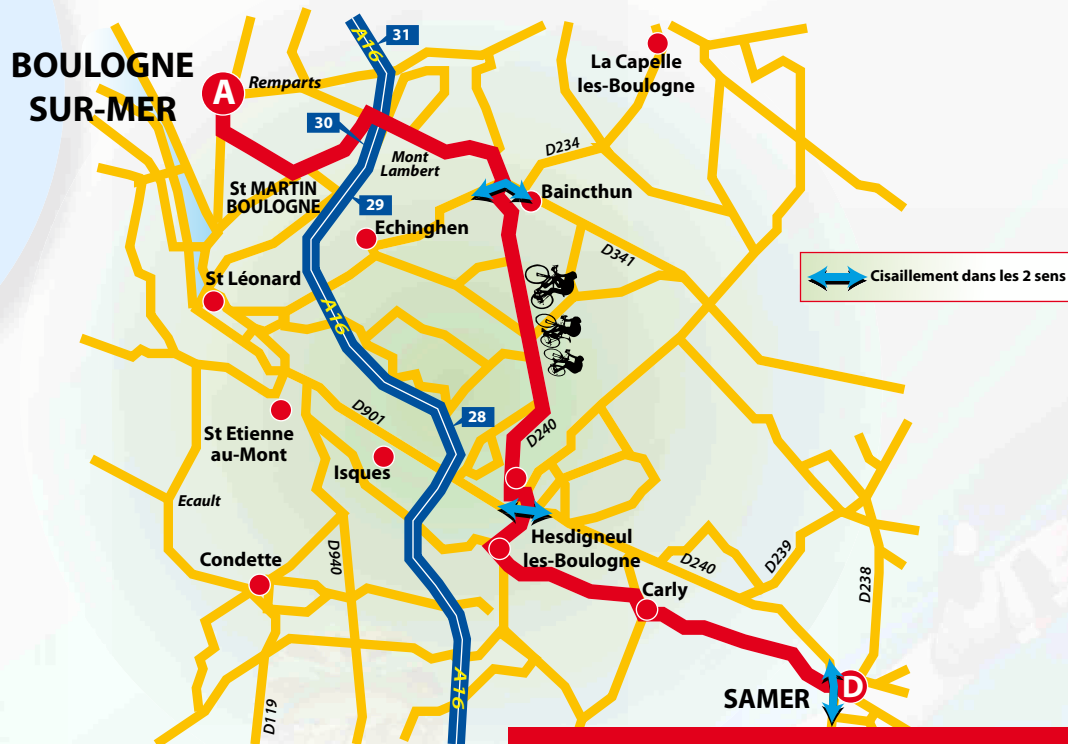 BOULOGNE
SUR-MER
A
Remparts
A16
31
30
La Capelle
les-Boulogne
D234
Mont
Lambert
St MARTIN
BOULOGNE
29
Baincthun
Echinghen
D341
Cisaillement dans les 2 sens
St Léonard
A16
D901
28
D240
St Etienne
au-Mont
Isques
Ecault
D940
Hesdigneul
les-Boulogne
Condette
D240
D239
D238
Carly
A16
D119
SAMER
D